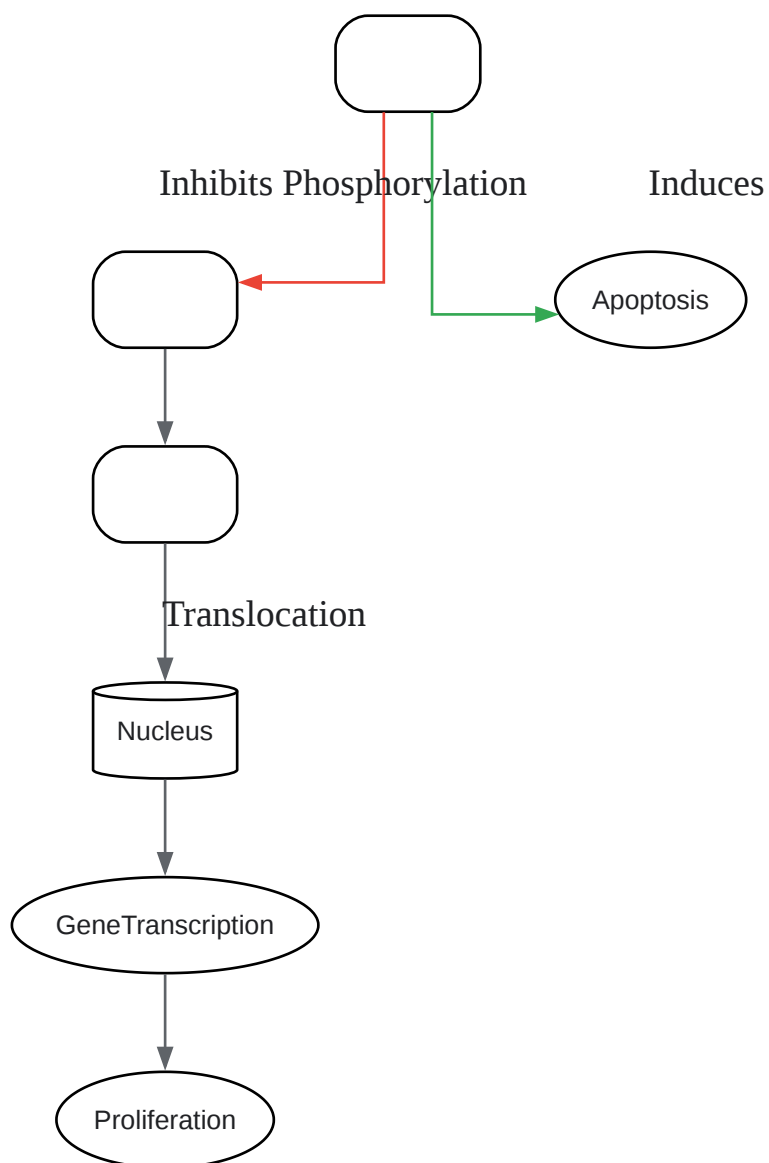 Inhibits Phosphorylation
Induces
Apoptosis
Translocation
Nucleus
GeneTranscription
Proliferation